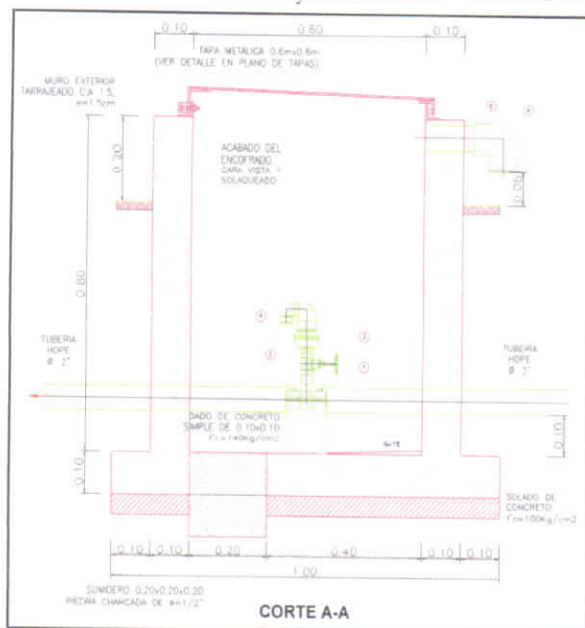 0.10
0.60
0.10
TAPA METÁLICA 0.6mx0.6m
(VER DETALLE EN PLANO DE TAPAS)
MURO EXTERIOR
TARRAJEADO C:A 1:5,
e=1.5cm
0.20
ACABADO DEL
ENCOFRADO
CARA VISTA Y
SOLAQUEADO
0.80
TUBERIA
HDPE
Ø 2"
TUBERIA
HDPE
Ø 2"
DADO DE CONCRETO
SIMPLE DE 0.10x0.10
f'c=140Kg/cm2
0.10
0.10
SOLADO DE
CONCRETO
f'c=100Kg/cm2
0.10
0.10
0.20
0.40
0.10
0.10
1.00
SUMIDERO 0.20x0.20x0.20
PIEDRA CHANCADA DE ø=1/2"
CORTE A-A